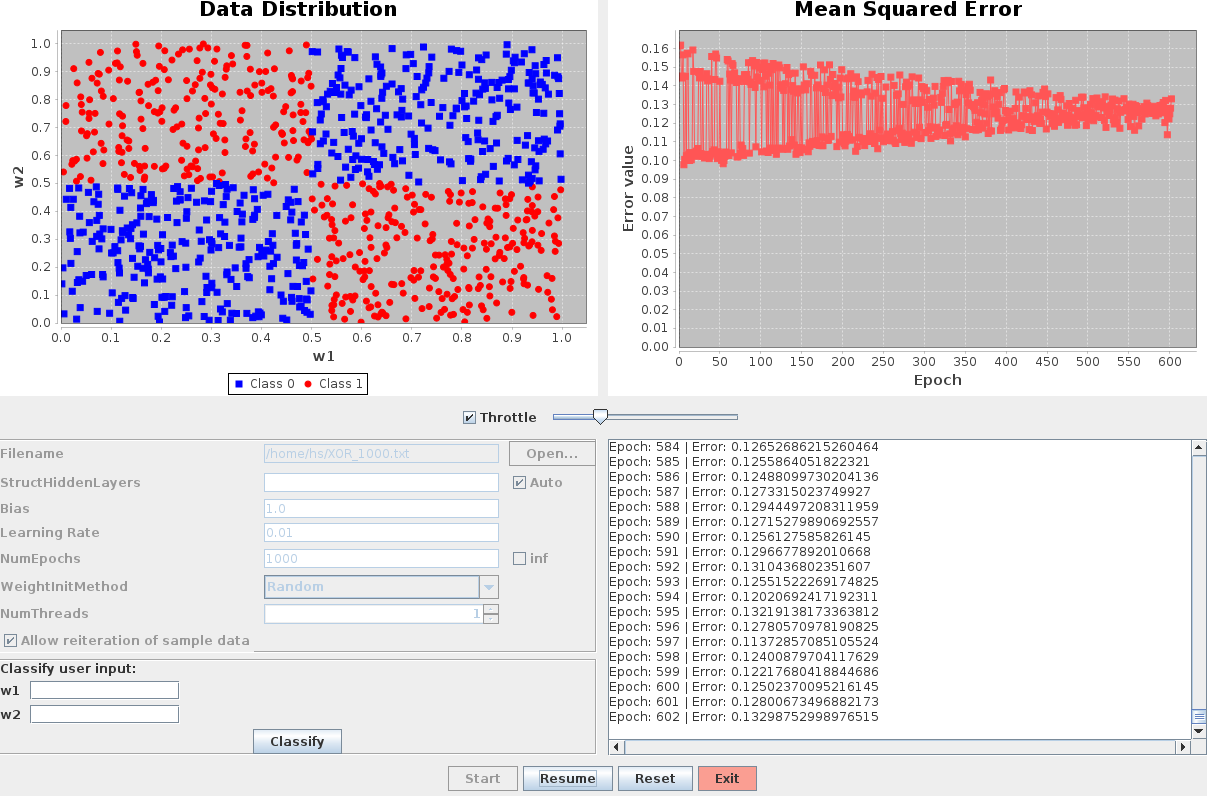 Data Distribution
w2
1.0
0.9
0.8
0.7
0.6
0.5
0.4
0.3
0.2
0.1
0.0
0.0 0.1 0.2 0.3 0.4 0.5 0.6 0.7 0.8 0.9 1.0
w1
Class 0 Class 1
Mean Squared Error
Error Value
0.16
0.15
0.14
0.13
0.12
0.11
0.10
0.09
0.08
0.07
0.06
0.05
0.04
0.03
0.02
0.01
0.00
0 50 100 150 200 250 300 350 400 450 500 550 600
Epoch
Throttle
Filename /home/hs/XOR_1000.txt Open...
StructHiddenLayers Auto
Bias 1.0
Learning Rate 0.01
NumEpochs 1000 inf
WeightInitMethod Random
NumThreads 1
Allow reiteration of sample data
Classify user input:
w1
w2
Classify
Epoch: 584 | Error: 0.12652686215260464
Epoch: 585 | Error: 0.1255864051822321
Epoch: 586 | Error: 0.12488099730204136
Epoch: 587 | Error: 0.1273315023749927
Epoch: 588 | Error: 0.12944497208311959
Epoch: 589 | Error: 0.12715279890692557
Epoch: 590 | Error: 0.1256127585826145
Epoch: 591 | Error: 0.1296677892010668
Epoch: 592 | Error: 0.1310436802351607
Epoch: 593 | Error: 0.12551522269174825
Epoch: 594 | Error: 0.12020692417192311
Epoch: 595 | Error: 0.13219138173363812
Epoch: 596 | Error: 0.12780570978190825
Epoch: 597 | Error: 0.11372857085105524
Epoch: 598 | Error: 0.12400879704117629
Epoch: 599 | Error: 0.12217680418844686
Epoch: 600 | Error: 0.12502370095216145
Epoch: 601 | Error: 0.12800673496882173
Epoch: 602 | Error: 0.13298752998976515
Start Resume Reset Exit